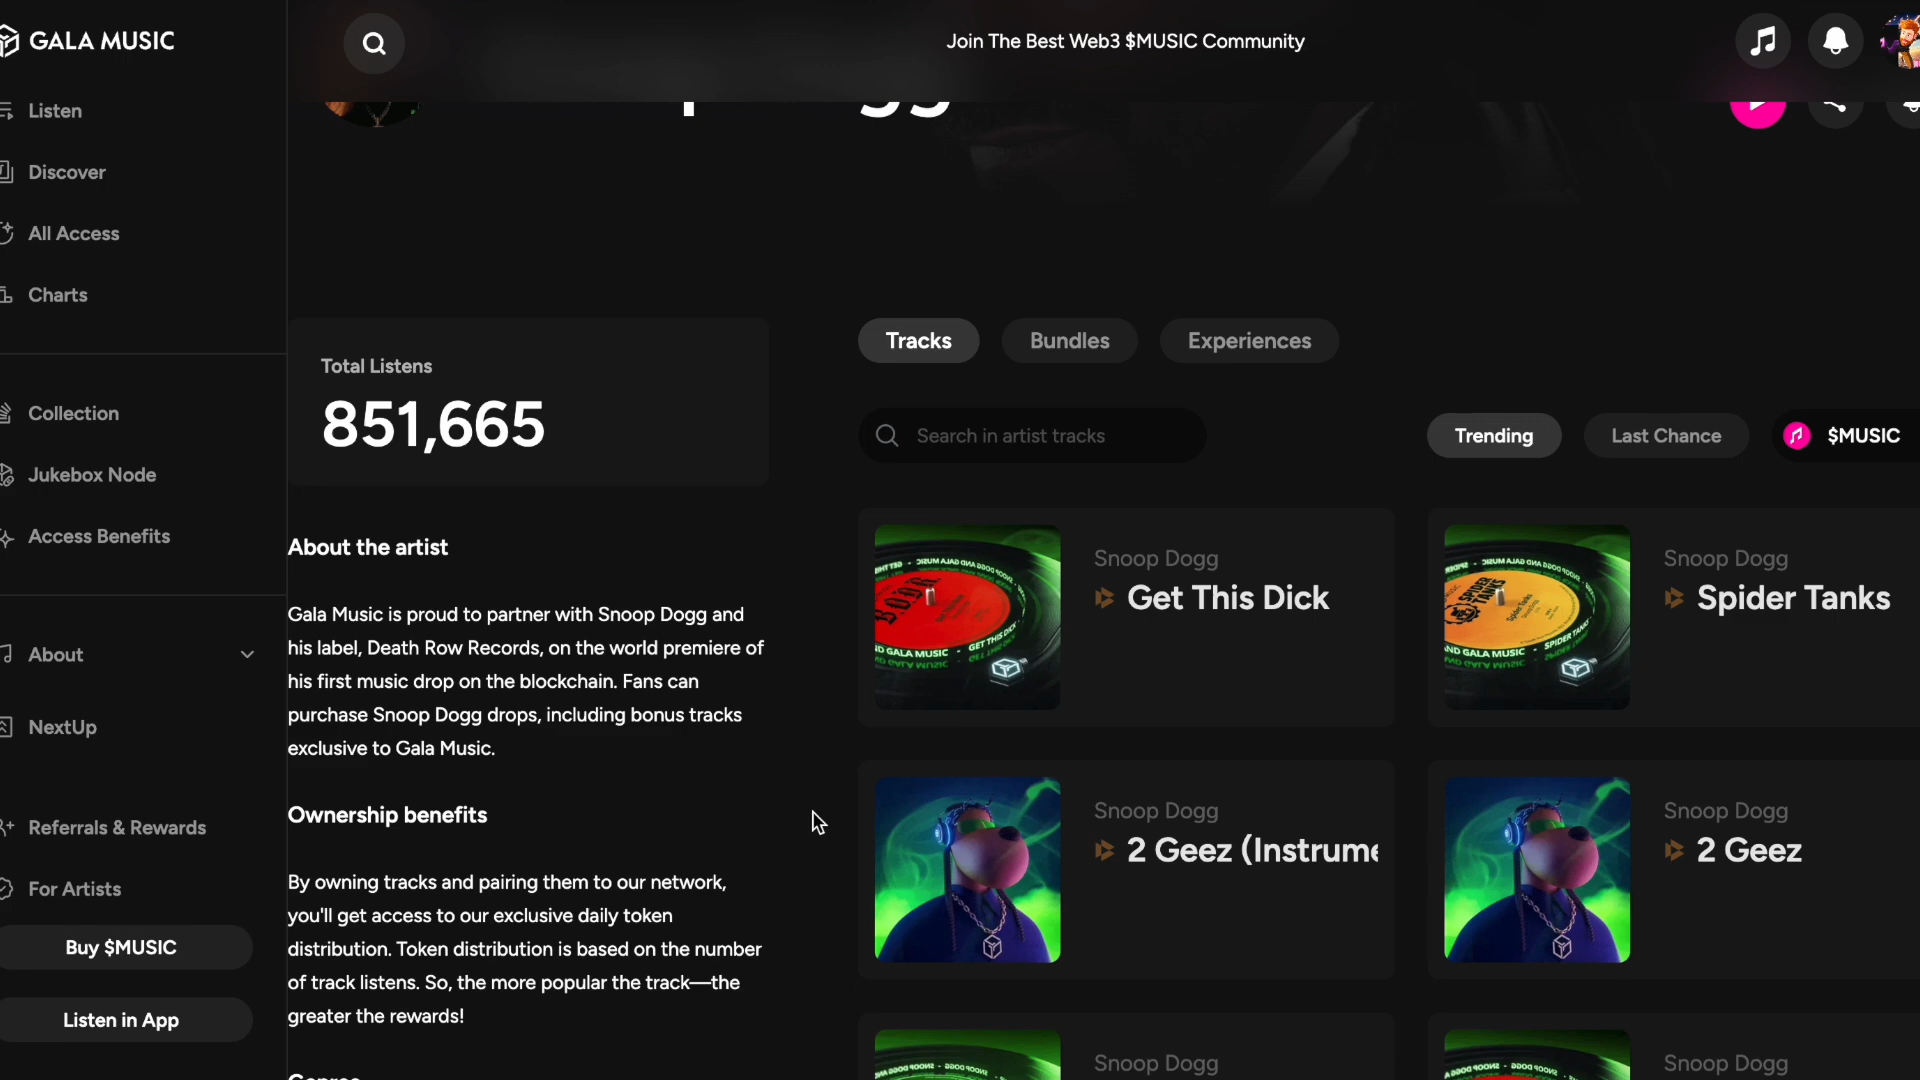 GALA MUSIC
Join The Best Web3 $MUSIC Community
Listen
Discover
All Access
Charts
Collection
Jukebox Node
Access Benefits
About
NextUp
Referrals & Rewards
For Artists
Buy $MUSIC
Listen in App
Total Listens
851,665
About the artist
Gala Music is proud to partner with Snoop Dogg and
his label, Death Row Records, on the world premiere of
his first music drop on the blockchain. Fans can
purchase Snoop Dogg drops, including bonus tracks
exclusive to Gala Music.
Ownership benefits
By owning tracks and pairing them to our network,
you'll get access to our exclusive daily token
distribution. Token distribution is based on the number
of track listens. So, the more popular the track—the
greater the rewards!
Tracks
Bundles
Experiences
Search in artist tracks
Trending
Last Chance
$MUSIC
Snoop Dogg
Get This Dick
Snoop Dogg
Spider Tanks
Snoop Dogg
2 Geez (Instrume
Snoop Dogg
2 Geez
Snoop Dogg
Snoop Dogg